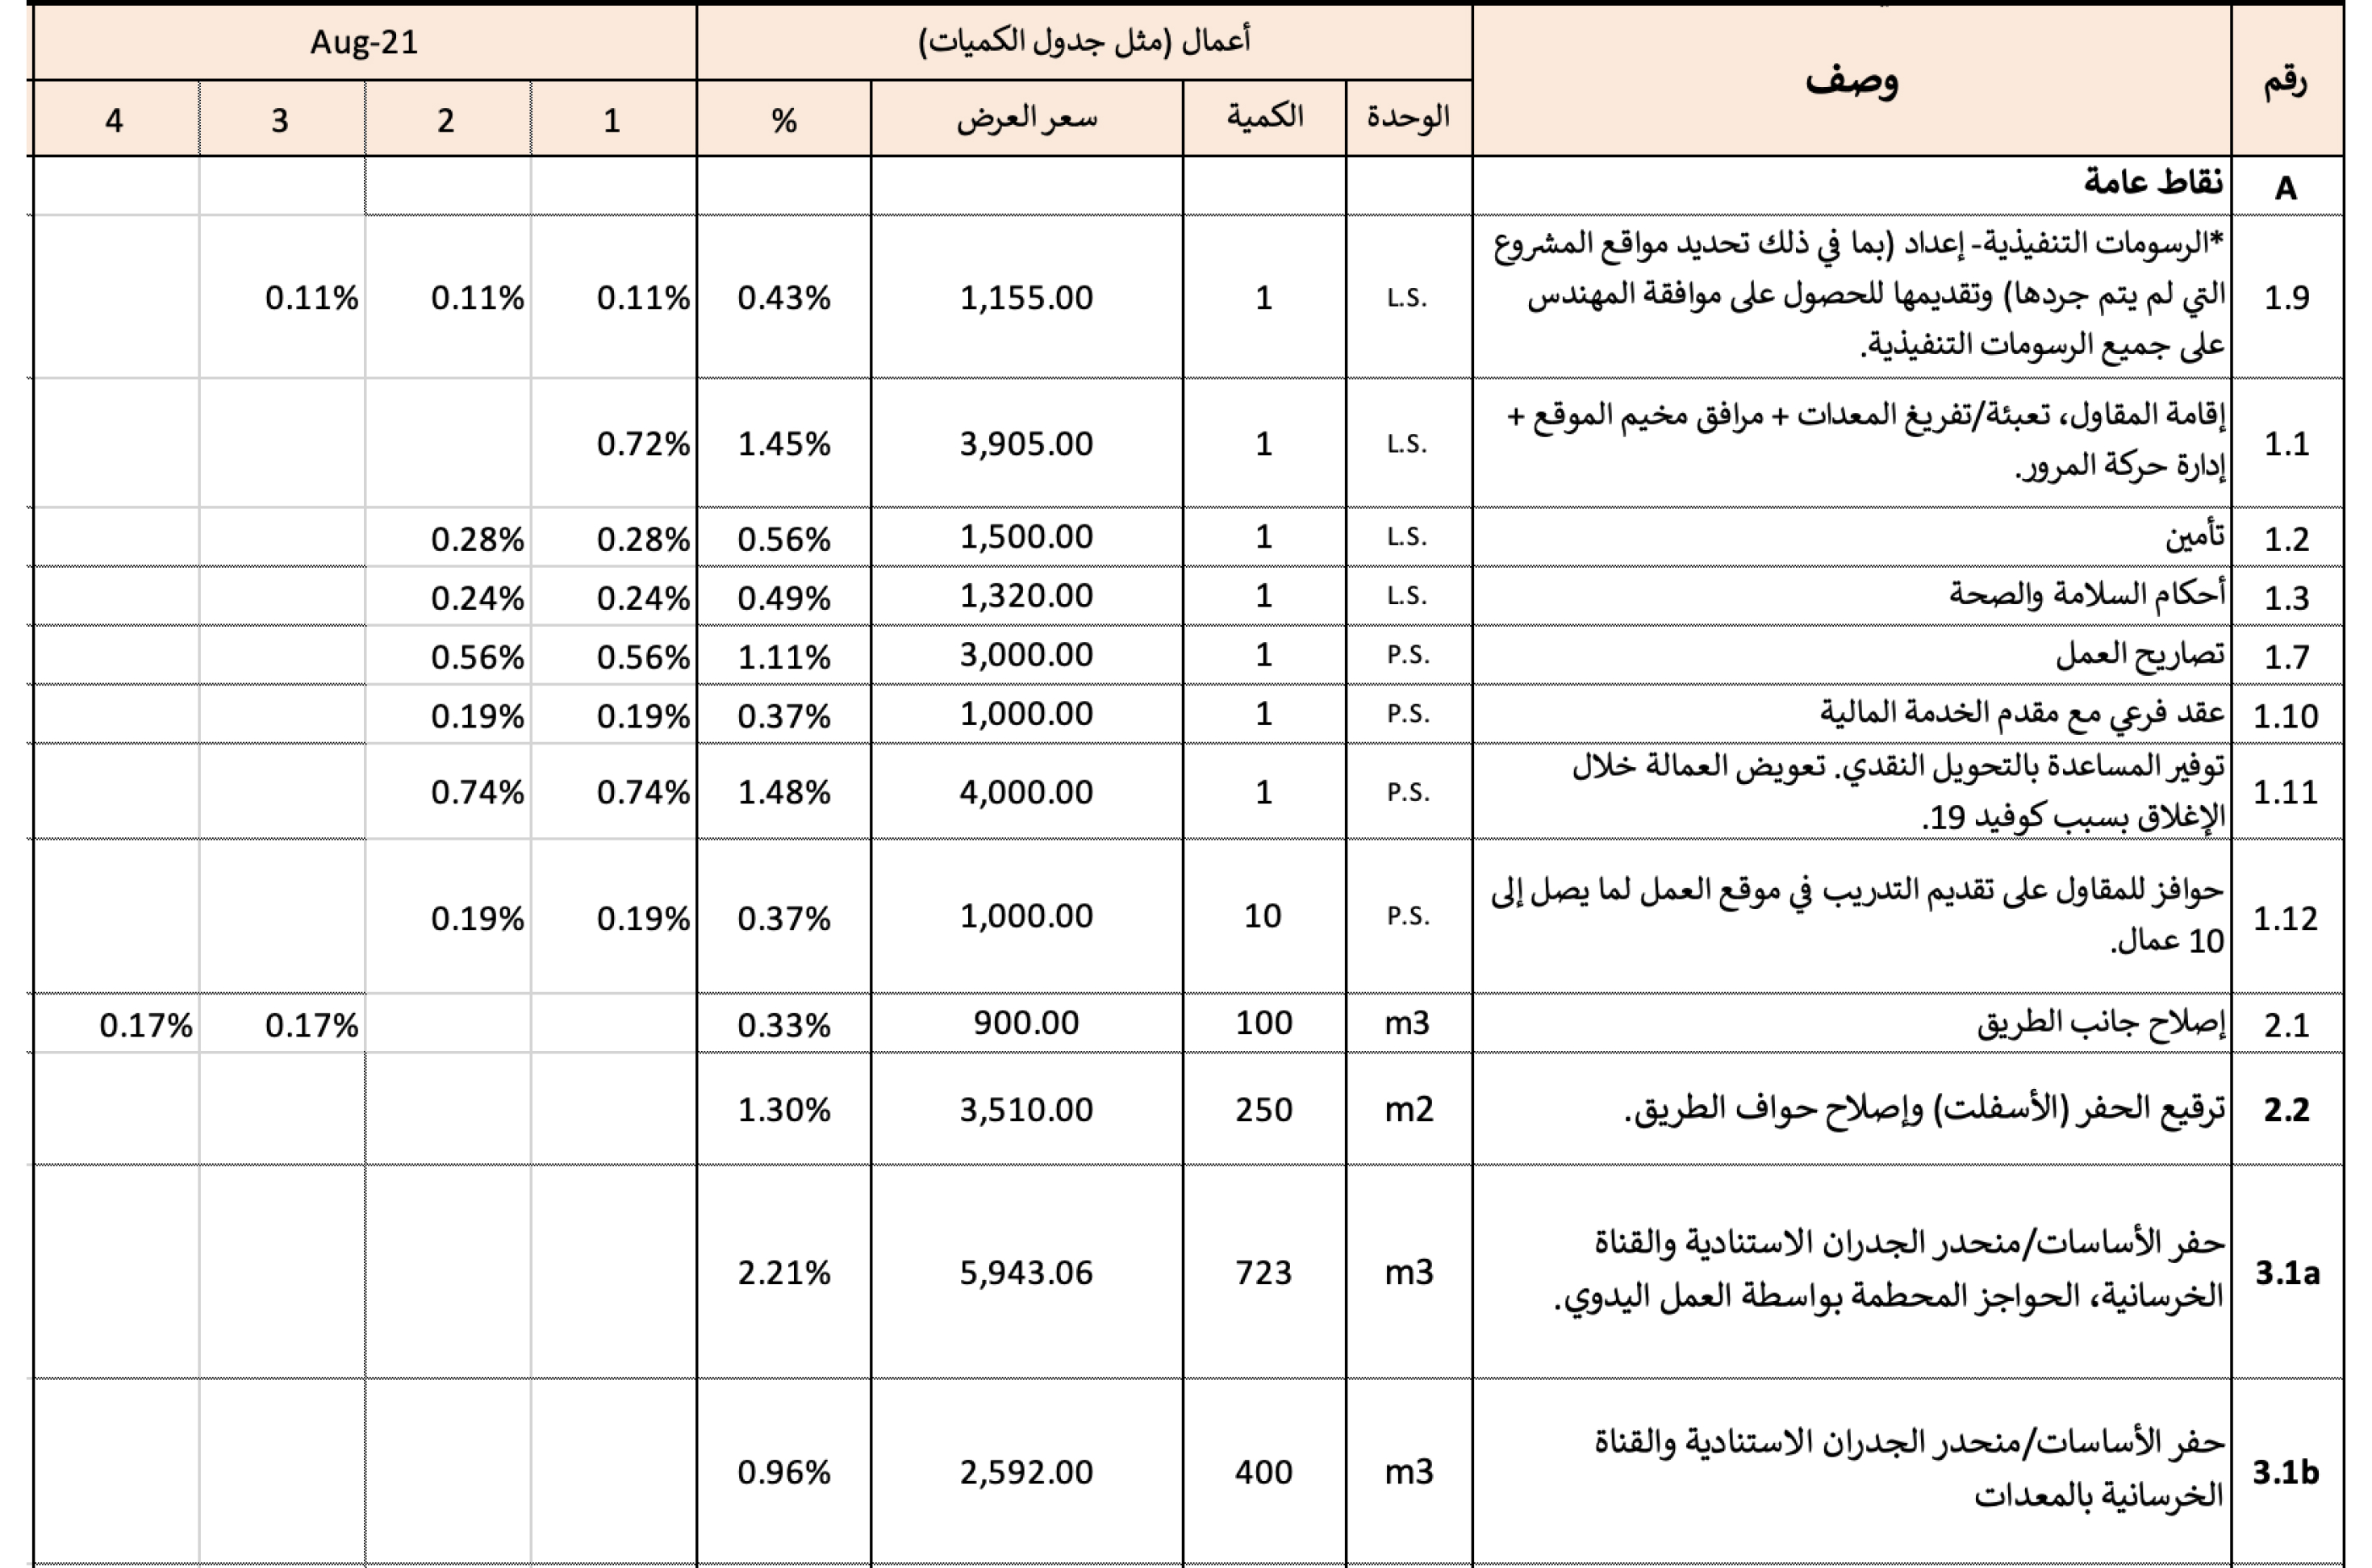 رقم وصف أعمال (مثل جدول الكميات) Aug-21
الوحدة الكمية سعر العرض % 1 2 3 4
A نقاط عامة
*الرسومات التنفيذية- إعداد (بما في ذلك تحديد مواقع المشروع
1.9 التي لم يتم جردها) وتقديمها للحصول على موافقة المهندس L.S. 1 1,155.00 0.43% 0.11% 0.11% 0.11%
على جميع الرسومات التنفيذية.
1.1 إقامة المقاول، تعبئة/تفريغ المعدات + مرافق مخيم الموقع + L.S. 1 3,905.00 1.45% 0.72%
إدارة حركة المرور.
1.2 تأمين L.S. 1 1,500.00 0.56% 0.28% 0.28%
1.3 أحكام السلامة والصحة L.S. 1 1,320.00 0.49% 0.24% 0.24%
1.7 تصاريح العمل P.S. 1 3,000.00 1.11% 0.56% 0.56%
1.10 عقد فرعي مع مقدم الخدمة المالية P.S. 1 1,000.00 0.37% 0.19% 0.19%
1.11 توفير المساعدة بالتحويل النقدي. تعويض العمالة خلال P.S. 1 4,000.00 1.48% 0.74% 0.74%
الإغلاق بسبب كوفيد 19.
1.12 حوافز للمقاول على تقديم التدريب في موقع العمل لما يصل إلى P.S. 10 1,000.00 0.37% 0.19% 0.19%
10 عمال.
2.1 إصلاح جانب الطريق m3 100 900.00 0.33% 0.17% 0.17%
2.2 ترقيع الحفر (الأسفلت) وإصلاح حواف الطريق. m2 250 3,510.00 1.30%
3.1a حفر الأساسات/منحدر الجدران الاستنادية والقناة m3 723 5,943.06 2.21%
الخرسانية، الحواجز المحطمة بواسطة العمل اليدوي.
3.1b حفر الأساسات/منحدر الجدران الاستنادية والقناة m3 400 2,592.00 0.96%
الخرسانية بالمعدات